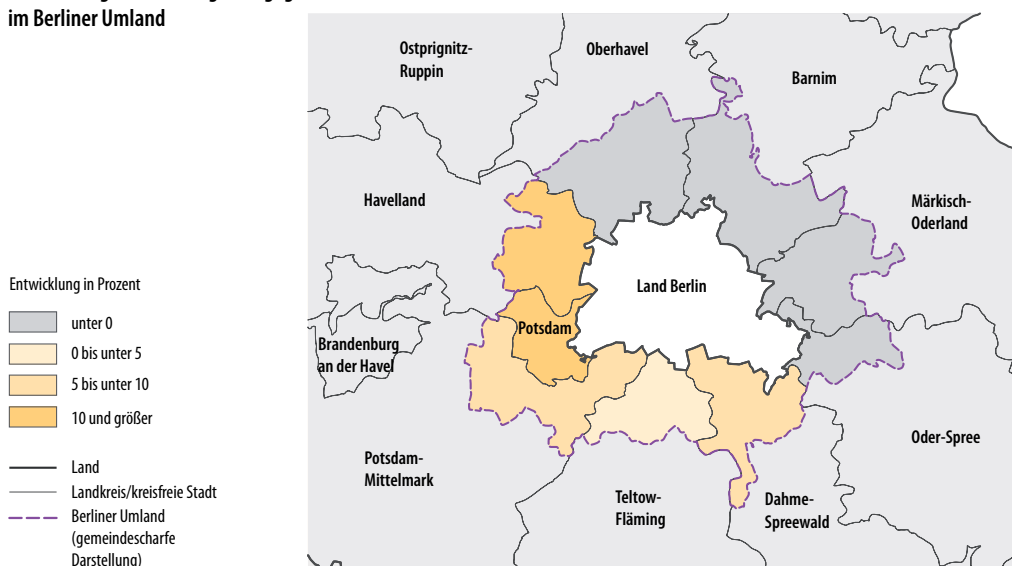 im Berliner Umland
Entwicklung in Prozent
unter 0
0 bis unter 5
5 bis unter 10
10 und größer
Land
Landkreis/kreisfreie Stadt
Berliner Umland
(gemeindescharfe
Darstellung)
Ostprignitz-
Ruppin
Oberhavel
Barnim
Havelland
Märkisch-
Oderland
Land Berlin
Potsdam
Brandenburg
an der Havel
Potsdam-
Mittelmark
Teltow-
Fläming
Dahme-
Spreewald
Oder-Spree